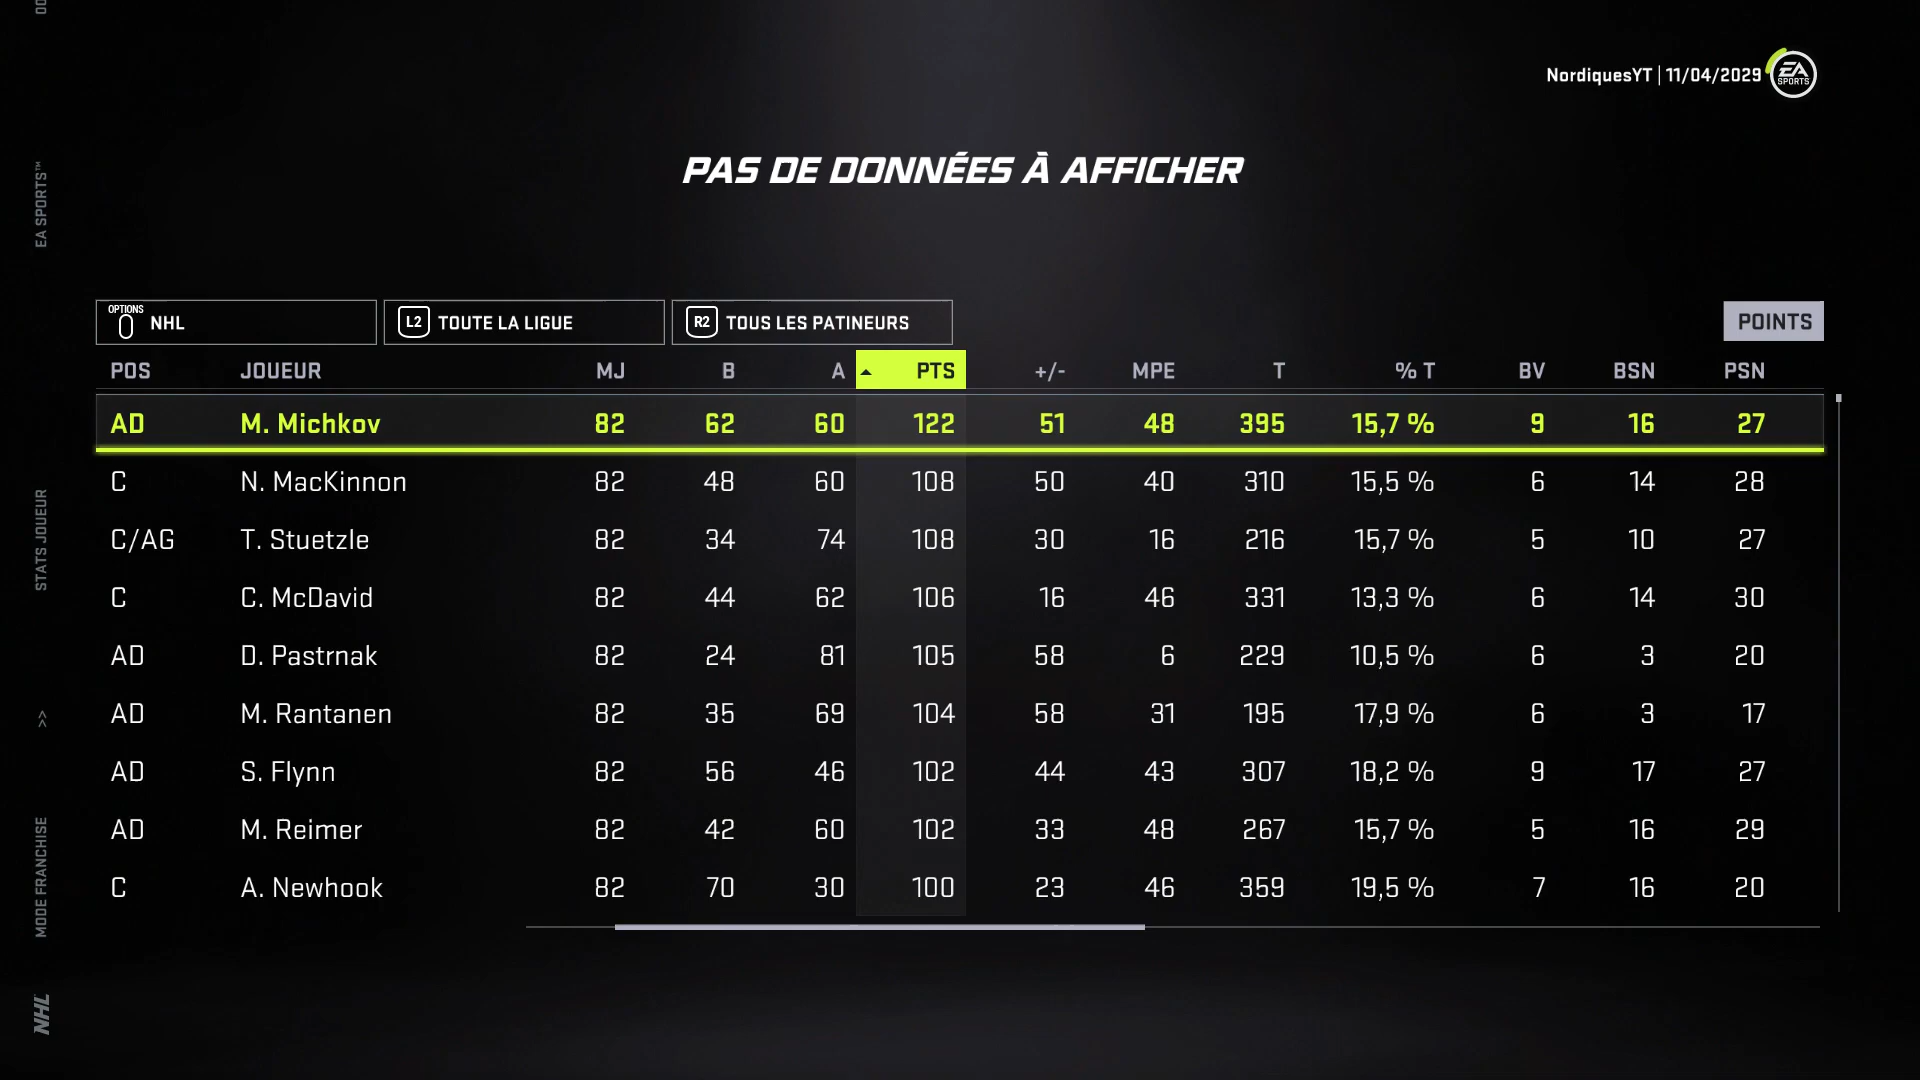 NordiquesYT | 11/04/2029
EA SPORTS
PAS DE DONNÉES À AFFICHER
OPTIONS NHL L2 TOUTE LA LIGUE R2 TOUS LES PATINEURS POINTS
POS JOUEUR MJ B A PTS +/- MPE T % T BV BSN PSN
AD M. Michkov 82 62 60 122 51 48 395 15,7 % 9 16 27
C N. MacKinnon 82 48 60 108 50 40 310 15,5 % 6 14 28
C/AG T. Stuetzle 82 34 74 108 30 16 216 15,7 % 5 10 27
C C. McDavid 82 44 62 106 16 46 331 13,3 % 6 14 30
AD D. Pastrnak 82 24 81 105 58 6 229 10,5 % 6 3 20
AD M. Rantanen 82 35 69 104 58 31 195 17,9 % 6 3 17
AD S. Flynn 82 56 46 102 44 43 307 18,2 % 9 17 27
AD M. Reimer 82 42 60 102 33 48 267 15,7 % 5 16 29
C A. Newhook 82 70 30 100 23 46 359 19,5 % 7 16 20
NHL
MODE FRANCHISE
>>
STATS JOUEUR
EA SPORTS™